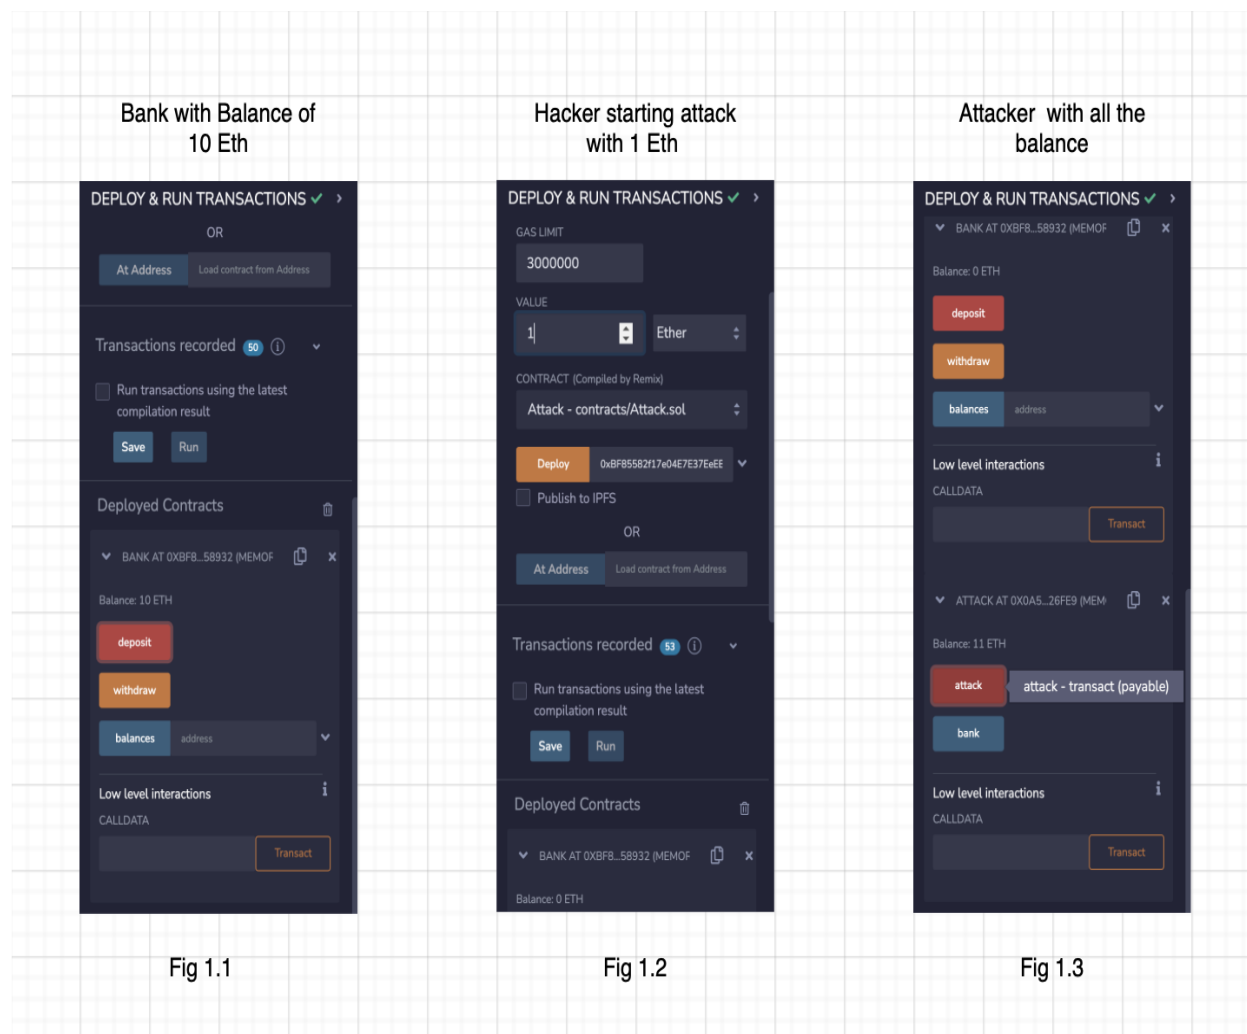 Bank with Balance of
10 Eth
DEPLOY & RUN TRANSACTIONS
OR
At Address Load contract from Address
Transactions recorded 50 i
Run transactions using the latest
compilation result
Save Run
Deployed Contracts
BANK AT 0XBF8...58932 (MEMOF
Balance: 10 ETH
deposit
withdraw
balances address
Low level interactions i
CALLDATA
Transact
Fig 1.1
Hacker starting attack
with 1 Eth
DEPLOY & RUN TRANSACTIONS
GAS LIMIT
3000000
VALUE
1 Ether
CONTRACT (Compiled by Remix)
Attack - contracts/Attack.sol
Deploy 0xBF85582f17e04E7E37EeEE
Publish to IPFS
OR
At Address Load contract from Address
Transactions recorded 53 i
Run transactions using the latest
compilation result
Save Run
Deployed Contracts
BANK AT 0XBF8...58932 (MEMOF
Balance: 0 ETH
Fig 1.2
Attacker with all the
balance
DEPLOY & RUN TRANSACTIONS
BANK AT 0XBF8...58932 (MEMOF
Balance: 0 ETH
deposit
withdraw
balances address
Low level interactions i
CALLDATA
Transact
ATTACK AT 0X0A5...26FE9 (MEM
Balance: 11 ETH
attack attack - transact (payable)
bank
Low level interactions i
CALLDATA
Transact
Fig 1.3